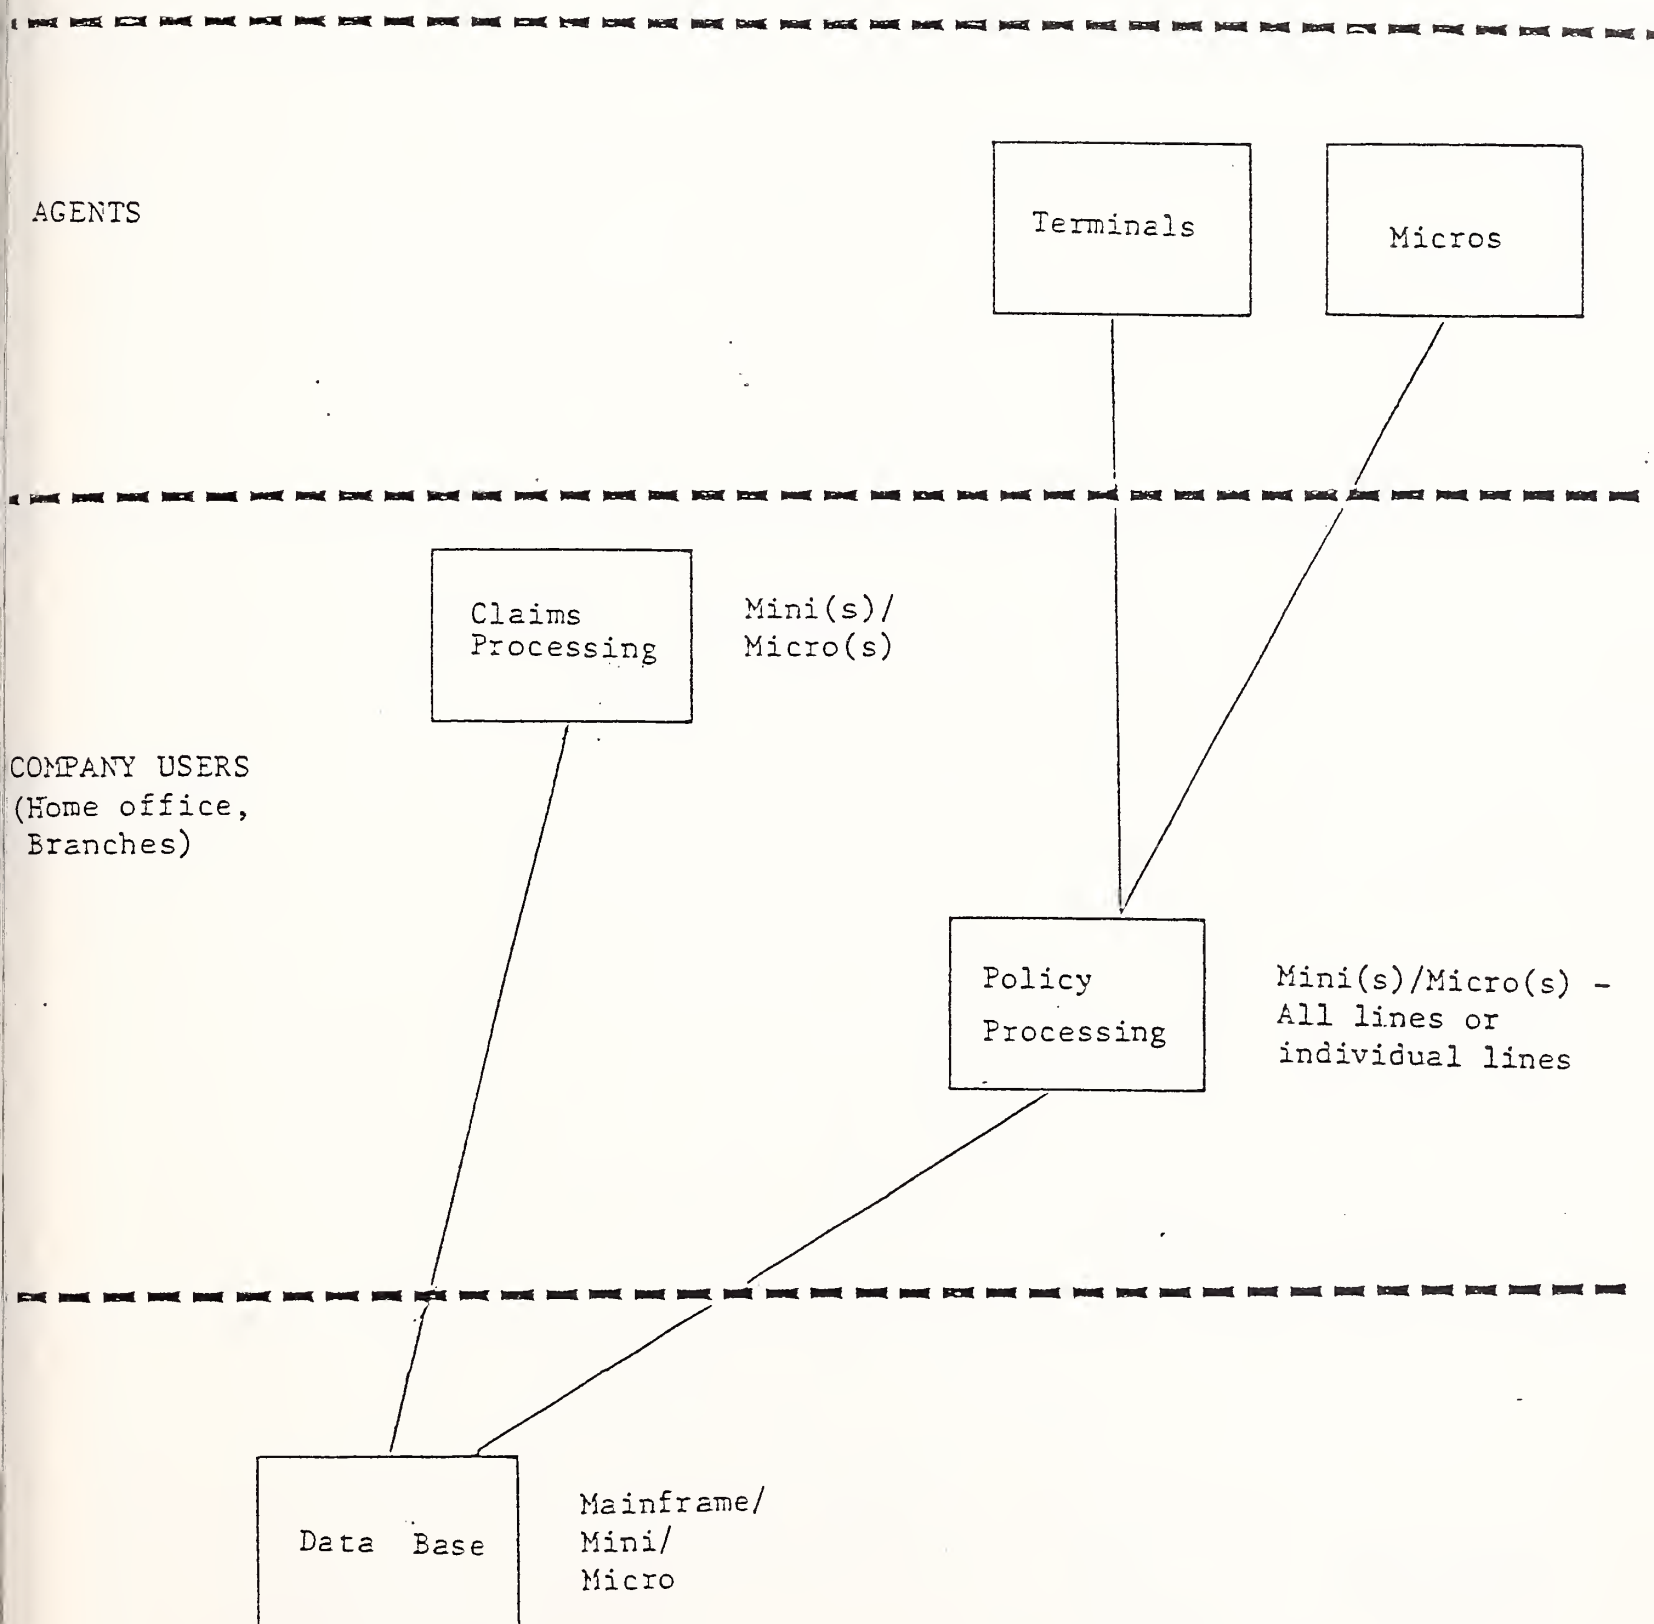 AGENTS
Terminals
Micros
Claims
Processing
Mini(s)/
Micro(s)
COMPANY USERS
(Home office,
Branches)
Policy
Processing
Mini(s)/Micro(s) -
All lines or
individual lines
Data Base
Mainframe/
Mini/
Micro